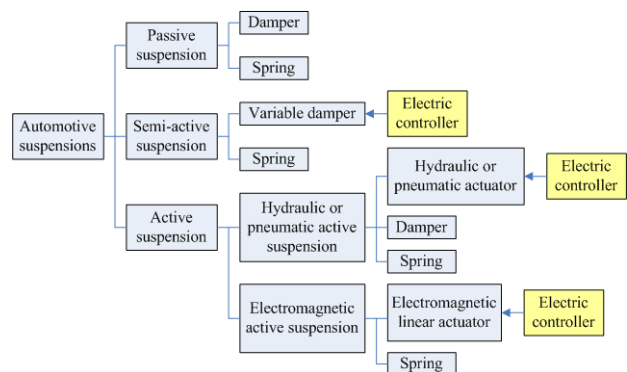 Automotive
suspensions
Passive
suspension
Damper
Spring
Semi-active
suspension
Variable damper
Electric
controller
Spring
Active
suspension
Hydraulic or
pneumatic active
suspension
Hydraulic or
pneumatic actuator
Electric
controller
Damper
Spring
Electromagnetic
active suspension
Electromagnetic
linear actuator
Electric
controller
Spring